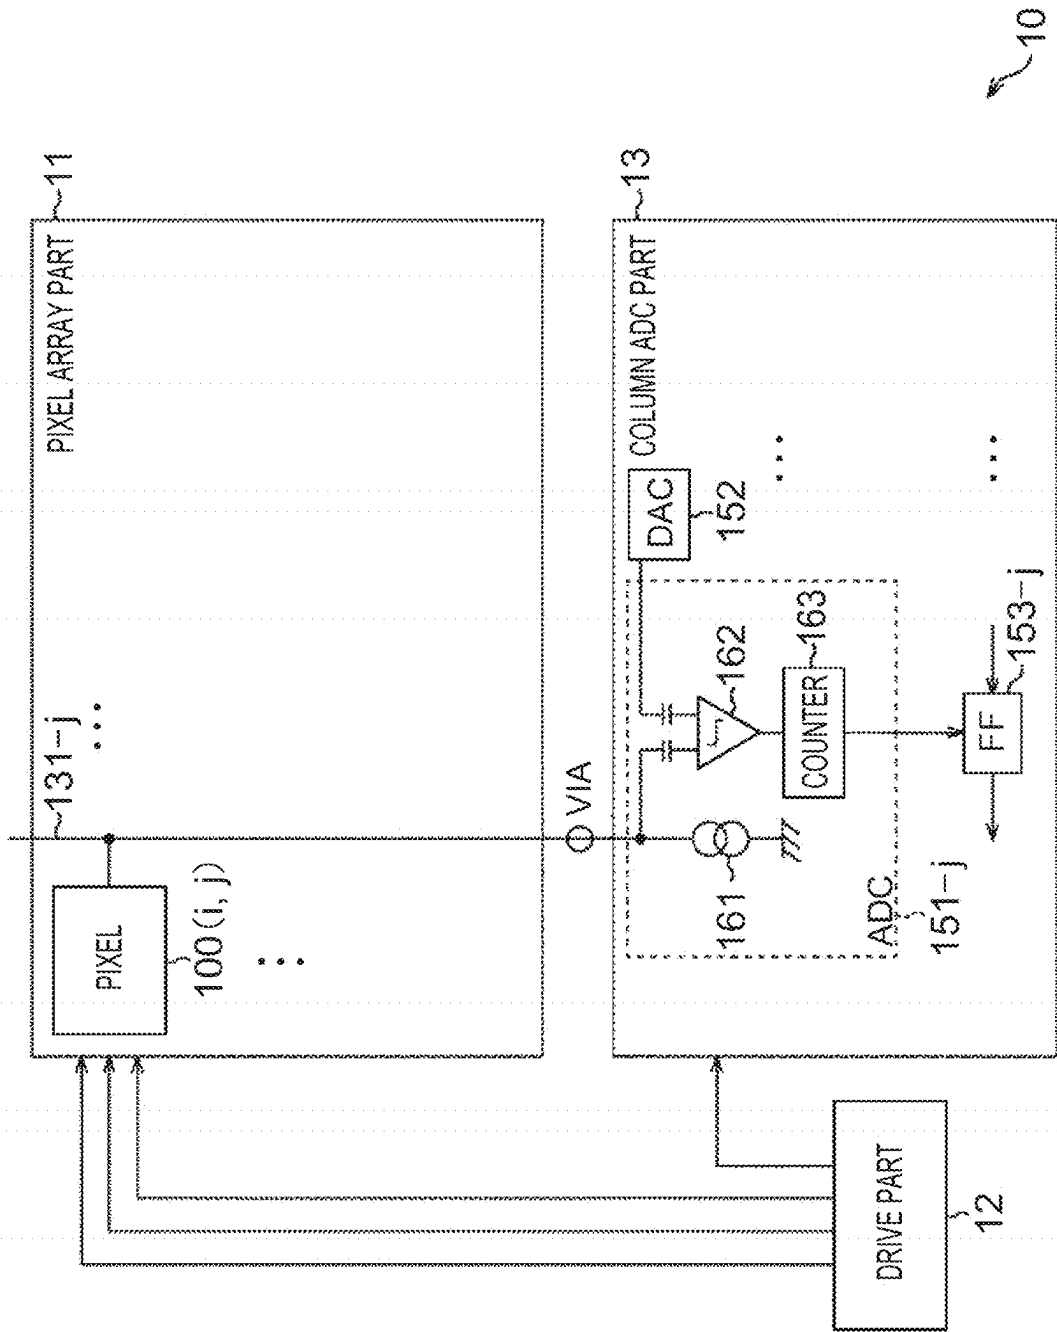 10
11
PIXEL ARRAY PART
131-j
PIXEL
100 (i, j)
VIA
13
COLUMN ADC PART
DAC
152
162
COUNTER
163
161
ADC
151-j
FF
153-j
DRIVE PART
12